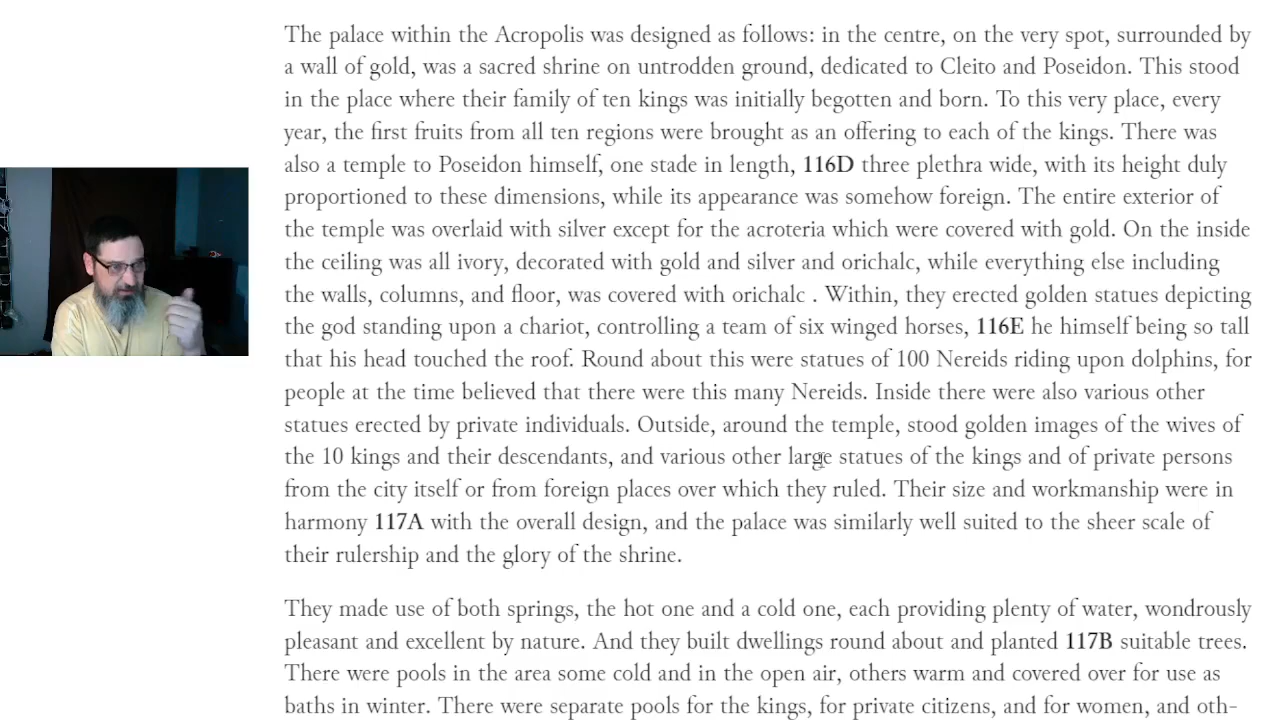 The palace within the Acropolis was designed as follows: in the centre, on the very spot, surrounded by
a wall of gold, was a sacred shrine on untrodden ground, dedicated to Cleito and Poseidon. This stood
in the place where their family of ten kings was initially begotten and born. To this very place, every
year, the first fruits from all ten regions were brought as an offering to each of the kings. There was
also a temple to Poseidon himself, one stade in length, 116D three plethra wide, with its height duly
proportioned to these dimensions, while its appearance was somehow foreign. The entire exterior of
the temple was overlaid with silver except for the acroteria which were covered with gold. On the inside
the ceiling was all ivory, decorated with gold and silver and orichalc, while everything else including
the walls, columns, and floor, was covered with orichalc . Within, they erected golden statues depicting
the god standing upon a chariot, controlling a team of six winged horses, 116E he himself being so tall
that his head touched the roof. Round about this were statues of 100 Nereids riding upon dolphins, for
people at the time believed that there were this many Nereids. Inside there were also various other
statues erected by private individuals. Outside, around the temple, stood golden images of the wives of
the 10 kings and their descendants, and various other large statues of the kings and of private persons
from the city itself or from foreign places over which they ruled. Their size and workmanship were in
harmony 117A with the overall design, and the palace was similarly well suited to the sheer scale of
their rulership and the glory of the shrine.
They made use of both springs, the hot one and a cold one, each providing plenty of water, wondrously
pleasant and excellent by nature. And they built dwellings round about and planted 117B suitable trees.
There were pools in the area some cold and in the open air, others warm and covered over for use as
baths in winter. There were separate pools for the kings, for private citizens, and for women, and oth-